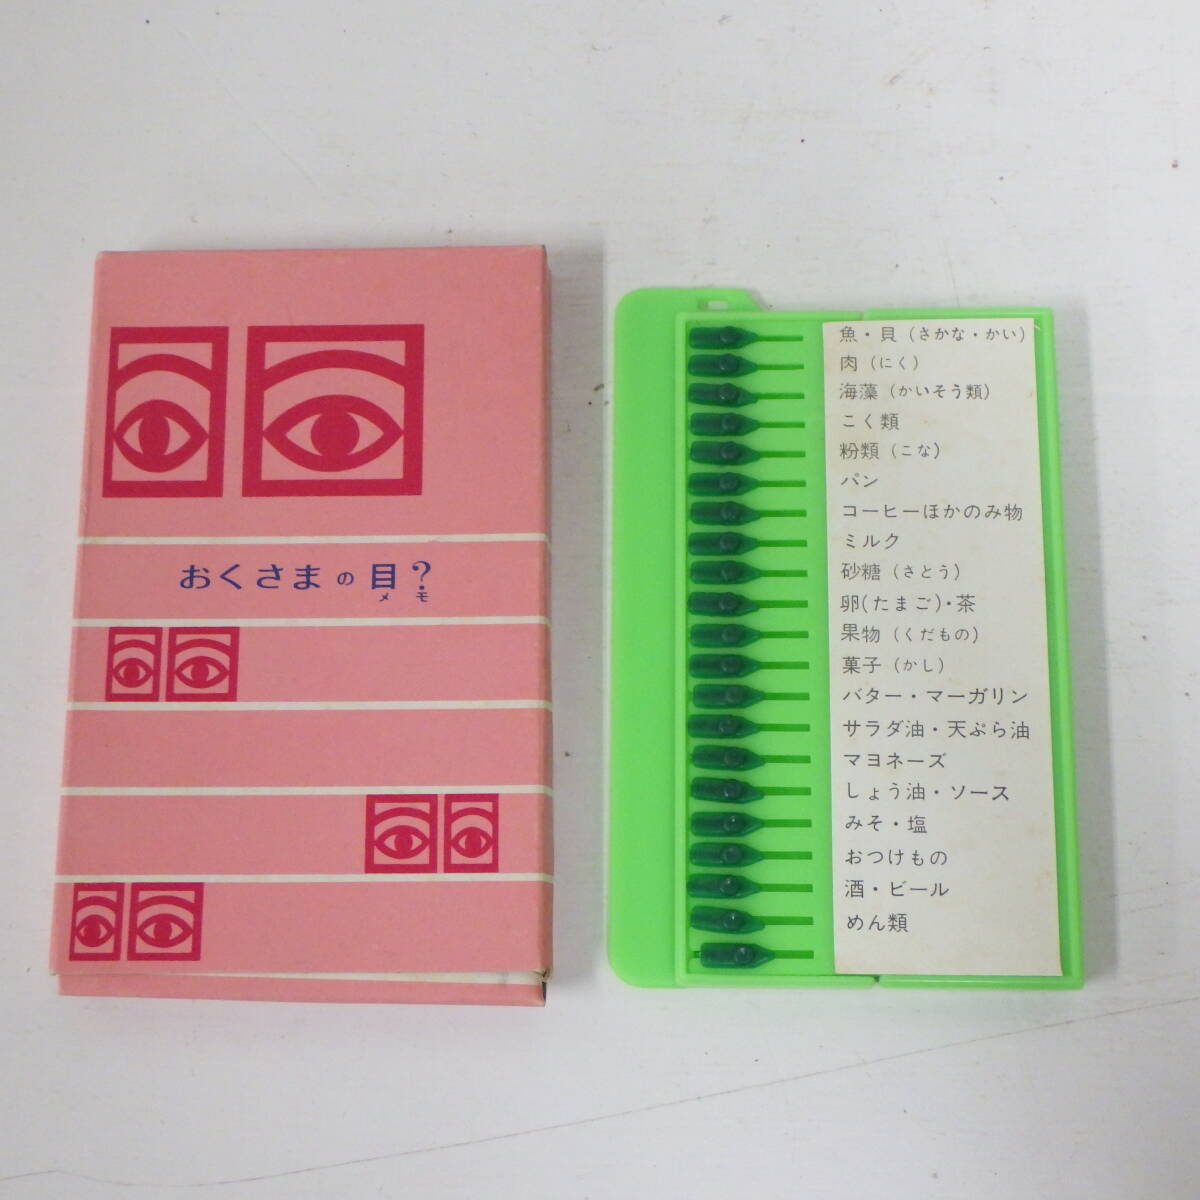 おくさまの目?
メモ
魚・貝(さかな・かい)
肉(にく)
海藻(かいそう類)
こく類
粉類(こな)
パン
コーヒーほかのみ物
ミルク
砂糖(さとう)
卵(たまご)・茶
果物(くだもの)
菓子(かし)
バター・マーガリン
サラダ油・天ぷら油
マヨネーズ
しょう油・ソース
みそ・塩
おつけもの
酒・ビール
めん類